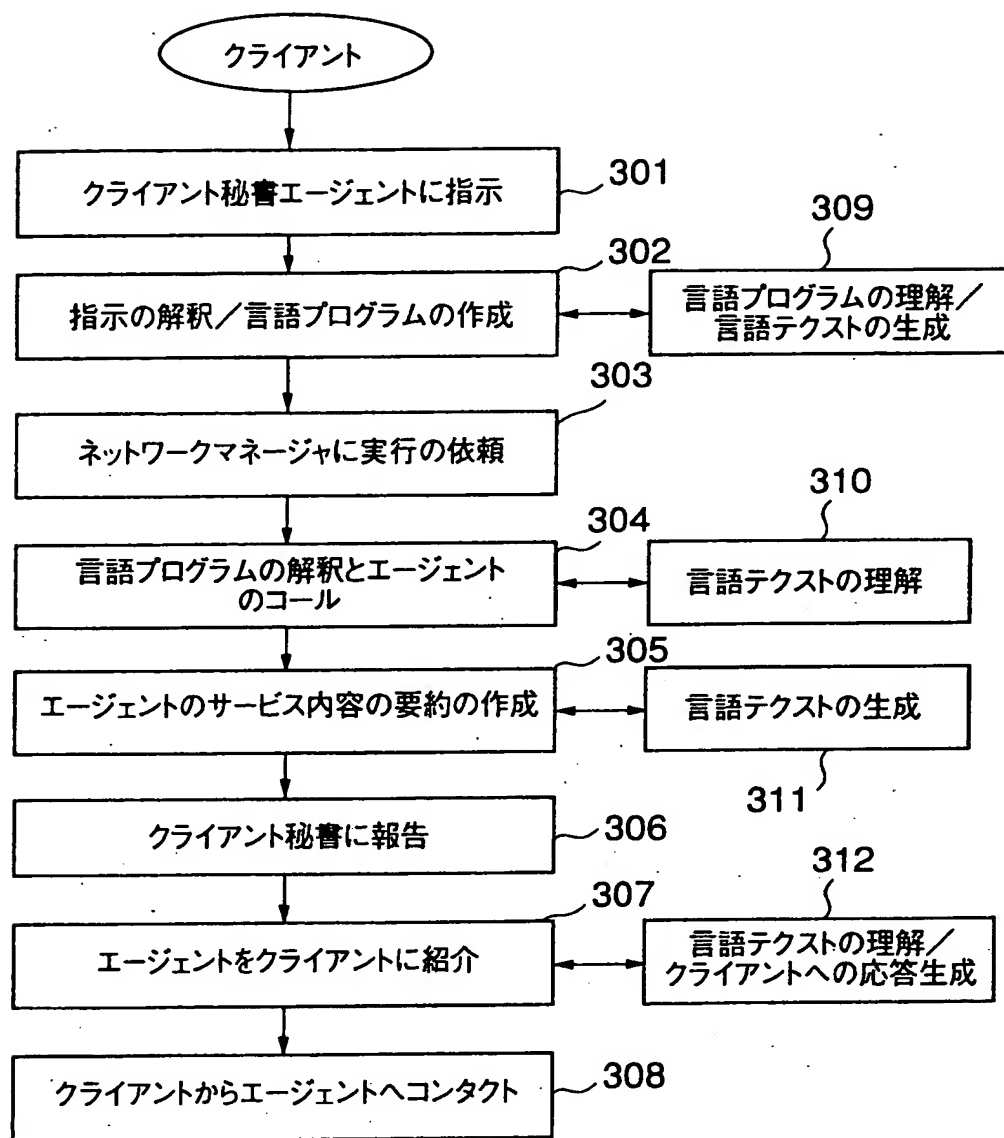 クライアント
クライアント秘書エージェントに指示
301
302
309
指示の解釈／言語プログラムの作成
言語プログラムの理解／
言語テクストの生成
303
ネットワークマネージャに実行の依頼
304
310
言語プログラムの解釈とエージェント
のコール
言語テクストの理解
305
エージェントのサービス内容の要約の作成
言語テクストの生成
311
クライアント秘書に報告
306
307
312
エージェントをクライアントに紹介
言語テクストの理解／
クライアントへの応答生成
クライアントからエージェントへコンタクト
308